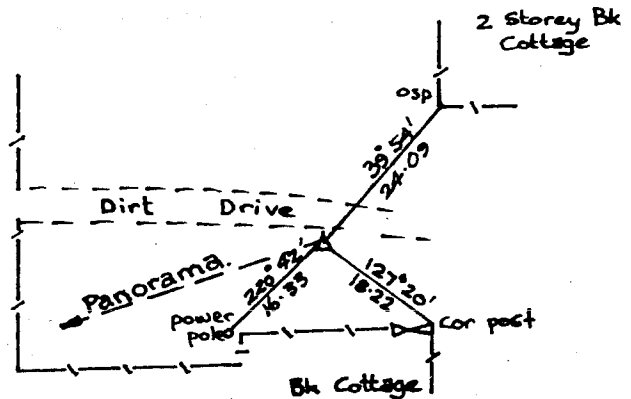 2 Storey Bk
Cottage
OSP
39° 54'
24.09
Dirt Drive
Panorama.
220° 42'
16.33
127° 20'
18.22
power
pole
Cor post
Bk Cottage